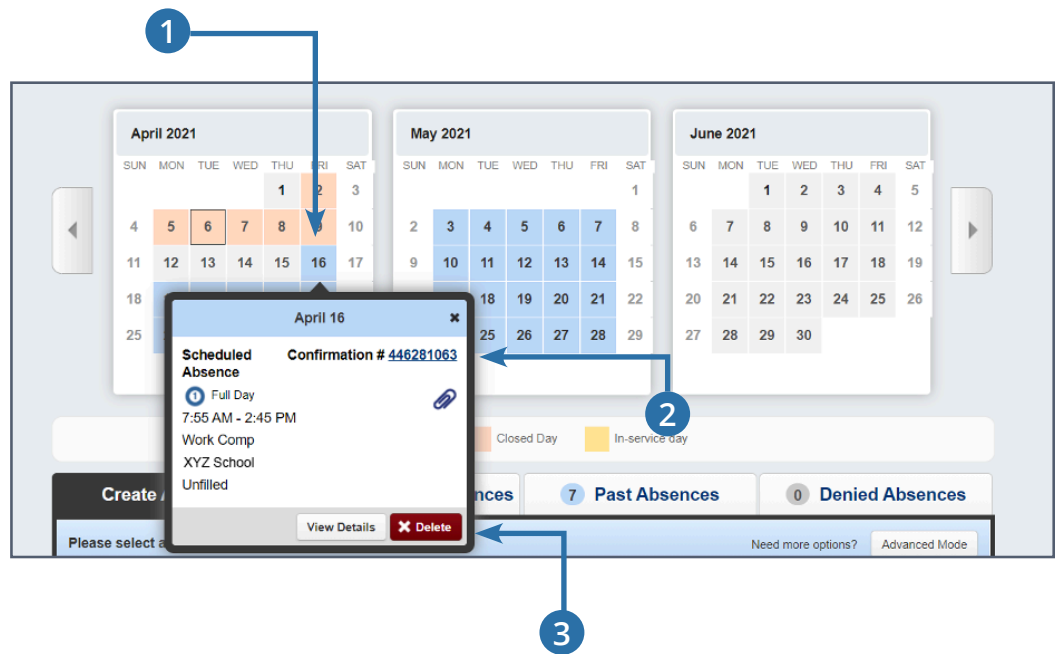 1
April 2021
May 2021
June 2021
SUN MON TUE WED THU FRI SAT
SUN MON TUE WED THU FRI SAT
SUN MON TUE WED THU FRI SAT
1 2 3
1
1 2 3 4 5
4 5 6 7 8 9 10
2 3 4 5 6 7 8
6 7 8 9 10 11 12
11 12 13 14 15 16 17
9 10 11 12 13 14 15
13 14 15 16 17 18 19
18
18 19 20 21 22
20 21 22 23 24 25 26
25
25 26 27 28 29
27 28 29 30
April 16
Scheduled Absence
Confirmation # 446281063
1 Full Day
7:55 AM - 2:45 PM
Work Comp
XYZ School
Unfilled
View Details
Delete
2
Closed Day
In-service day
Create
nces
7 Past Absences
0 Denied Absences
Please select a
Need more options?
Advanced Mode
3